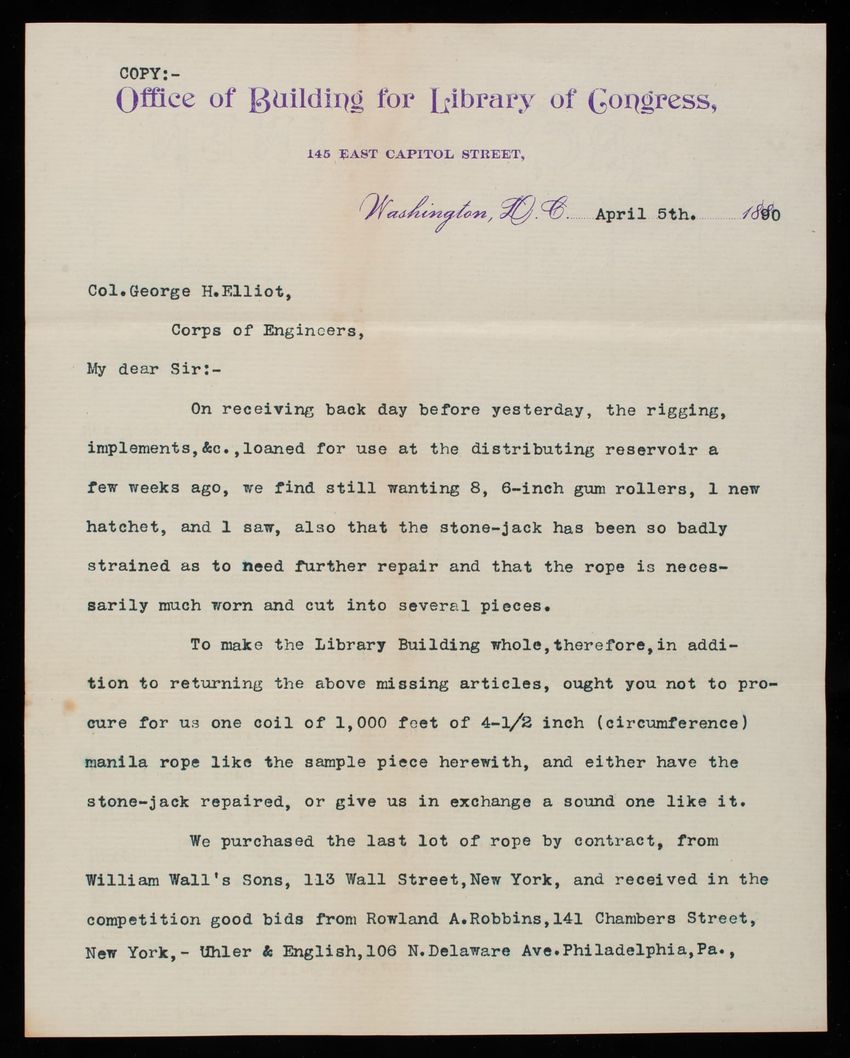 COPY:-
Office of Building for Library of Congress,
145 EAST CAPITOL STREET,
Washington, D.C. April 5th. 1890
Col.George H.Elliot,
Corps of Engineers,
My dear Sir:-
On receiving back day before yesterday, the rigging,
implements,&c.,loaned for use at the distributing reservoir a
few weeks ago, we find still wanting 8, 6-inch gum rollers, 1 new
hatchet, and 1 saw, also that the stone-jack has been so badly
strained as to need further repair and that the rope is neces-
sarily much worn and cut into several pieces.
To make the Library Building whole,therefore,in addi-
tion to returning the above missing articles, ought you not to pro-
cure for us one coil of 1,000 feet of 4-1/2 inch (circumference)
manila rope like the sample piece herewith, and either have the
stone-jack repaired, or give us in exchange a sound one like it.
We purchased the last lot of rope by contract, from
William Wall's Sons, 113 Wall Street,New York, and received in the
competition good bids from Rowland A.Robbins,141 Chambers Street,
New York,- Uhler & English,106 N.Delaware Ave.Philadelphia,Pa.,